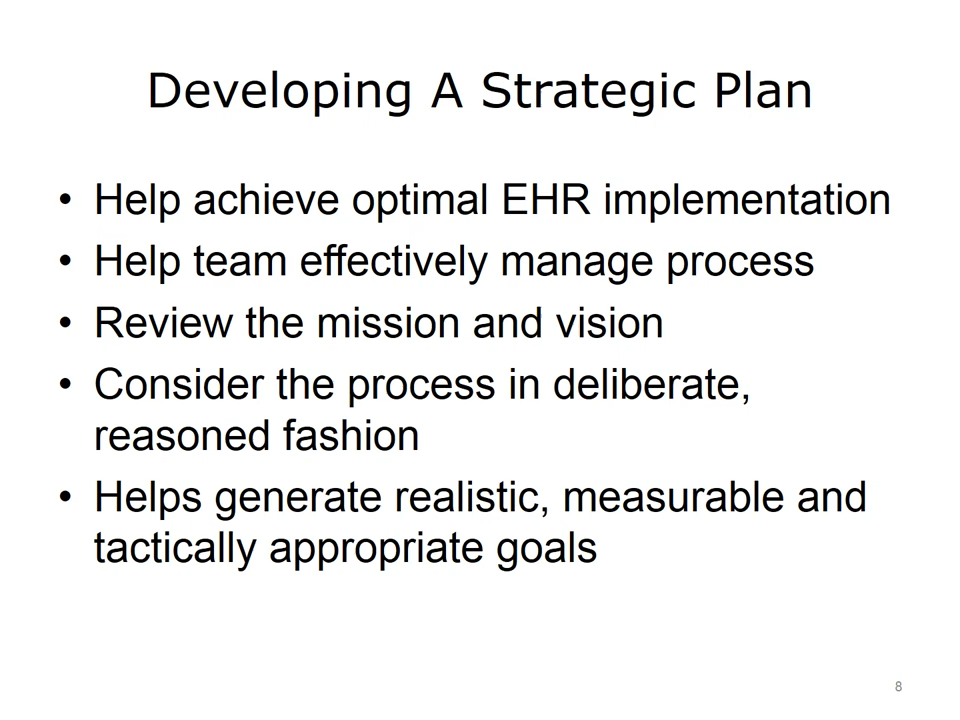 Developing A Strategic Plan
• Help achieve optimal EHR implementation
• Help team effectively manage process
• Review the mission and vision
• Consider the process in deliberate,
reasoned fashion
• Helps generate realistic, measurable and
tactically appropriate goals
8